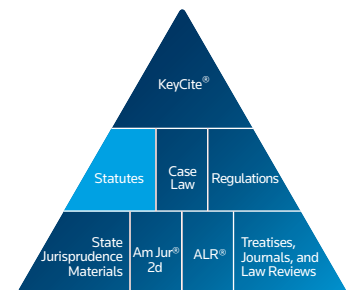 KeyCite®
Statutes
Case
Law
Regulations
State
Jurisprudence
Materials
Am Jur®
2d
ALR®
Treatises,
Journals, and
Law Reviews